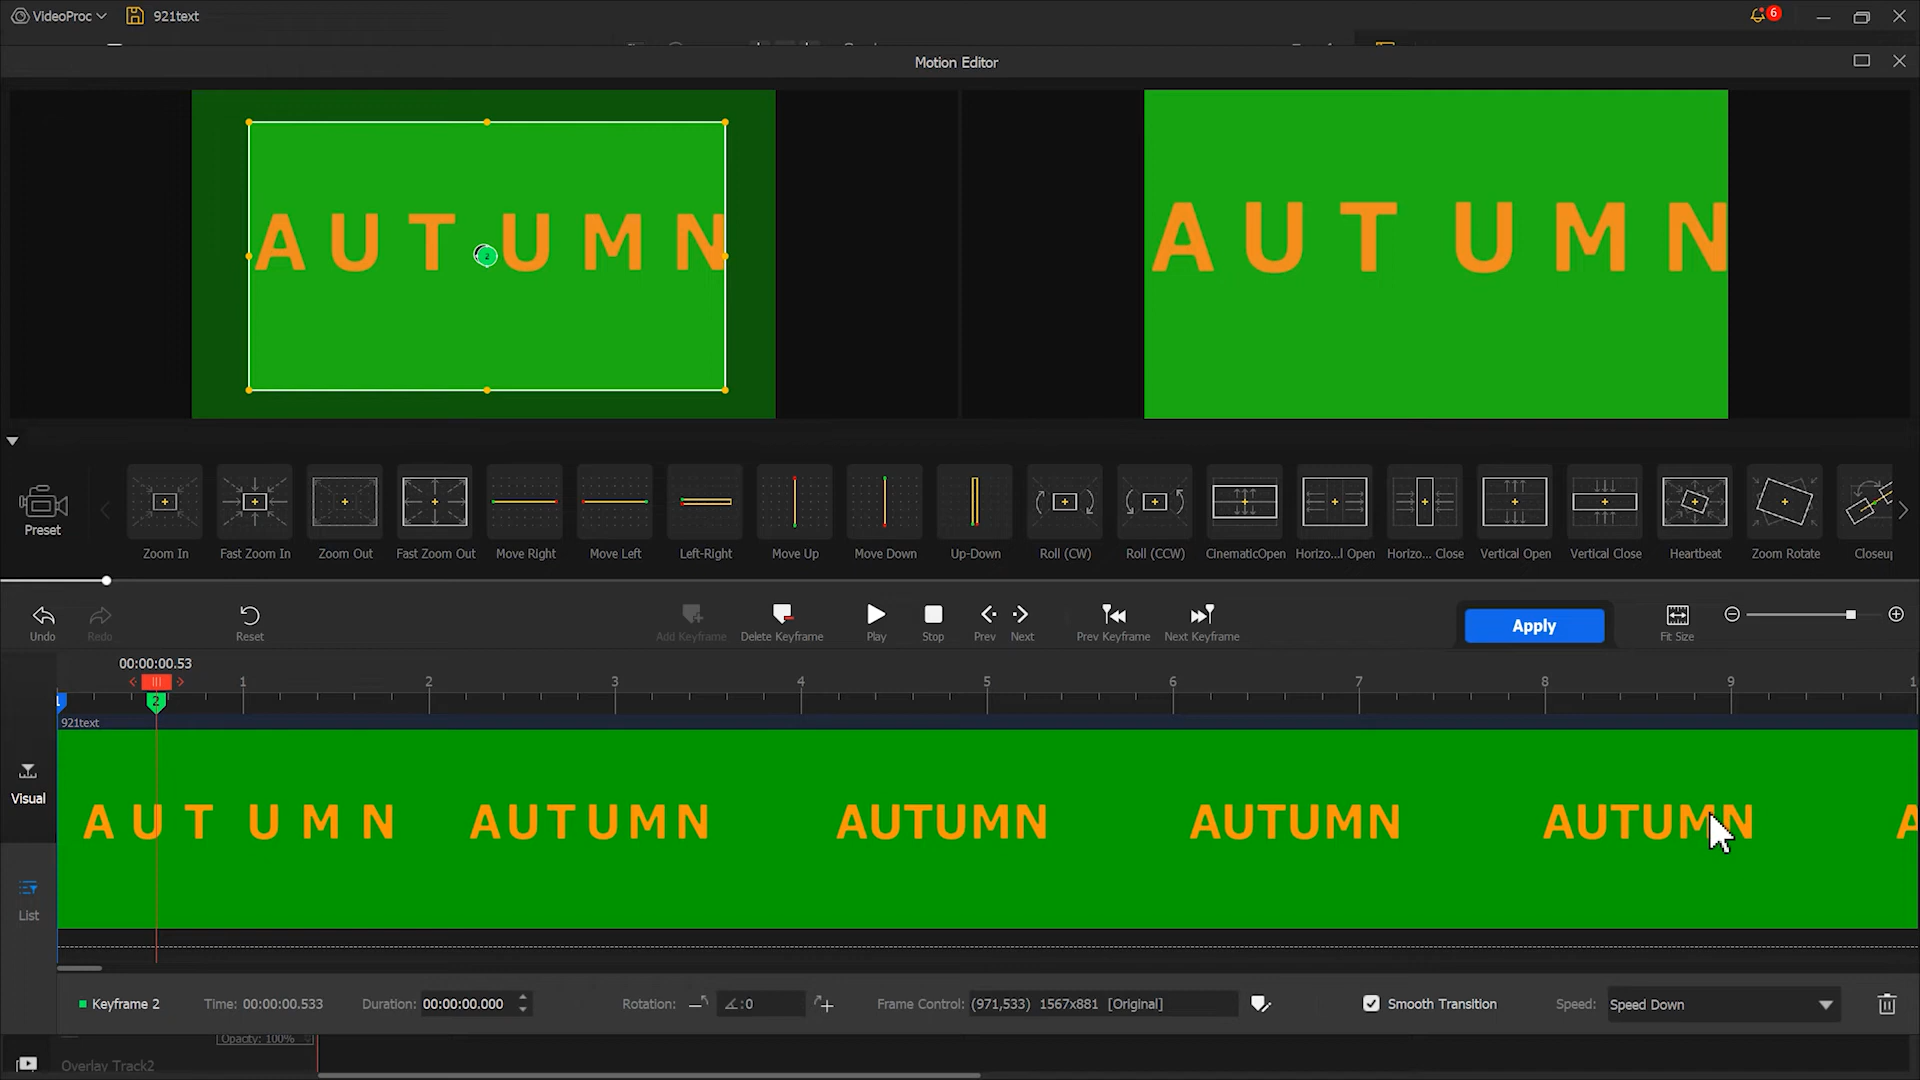 VideoProc
921text
6
Motion Editor
A U T U M N
A U T U M N
2
Preset
Zoom In
Fast Zoom In
Zoom Out
Fast Zoom Out
Move Right
Move Left
Left-Right
Move Up
Move Down
Up-Down
Roll (CW)
Roll (CCW)
CinematicOpen
Horizo...l Open
Horizo... Close
Vertical Open
Vertical Close
Heartbeat
Zoom Rotate
Closeu
Undo
Redo
Reset
Add Keyframe
Delete Keyframe
Play
Stop
Prev
Next
Prev Keyframe
Next Keyframe
Apply
Fit Size
00:00:00.53
1 2 3 4 5 6 7 8 9 1
1 2
921text
Visual
List
A U T U M N
AUTUMN
AUTUMN
AUTUMN
AUTUMN
A
Keyframe 2
Time: 00:00:00.533
Duration: 00:00:00.000
Rotation: ∡:0
Frame Control: (971,533) 1567x881 [Original]
Smooth Transition
Speed: Speed Down
Opacity: 100%
Overlay Track2